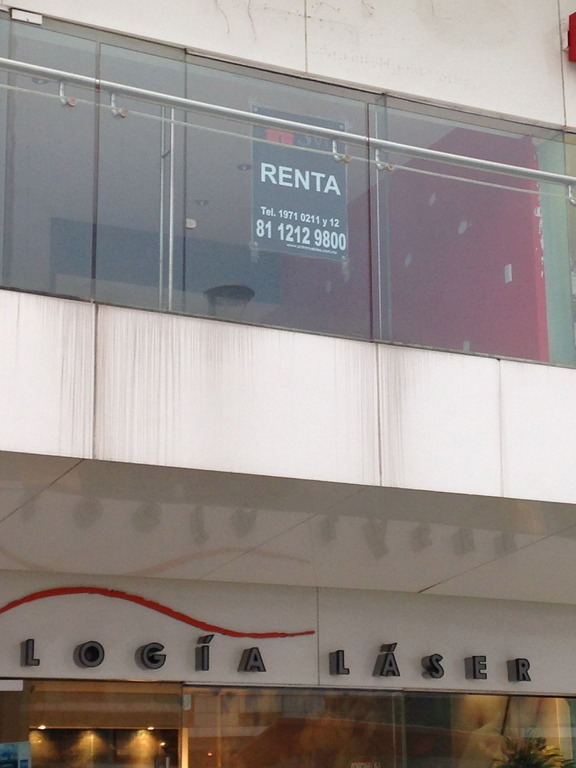 RENTA
Tel. 1971 0211 y 12
81 1212 9800
LOGÍA LÁSER